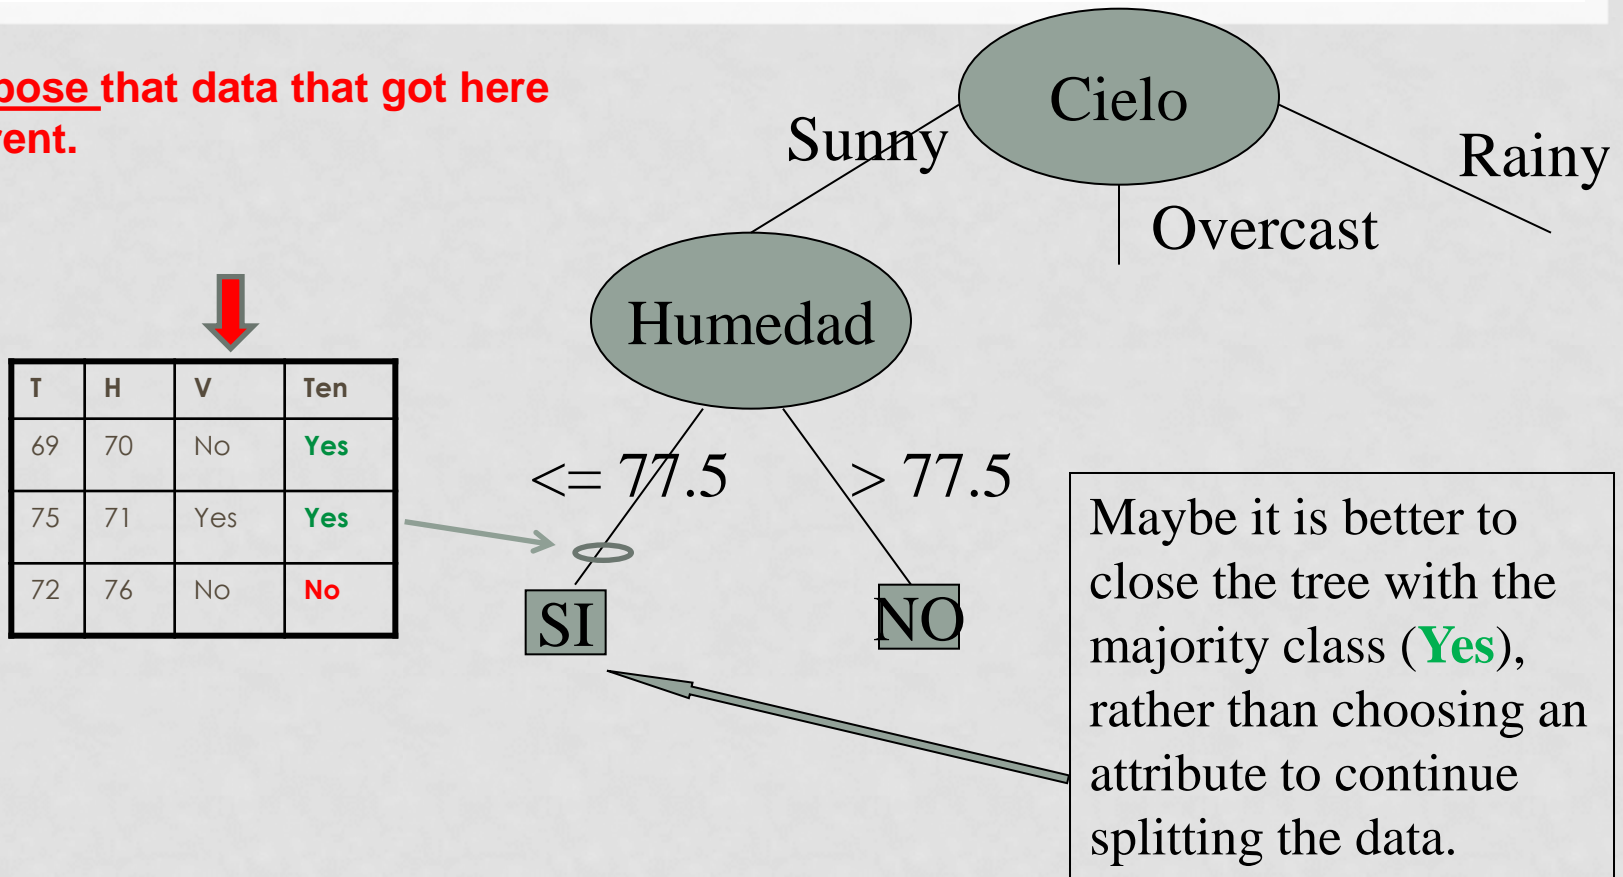 that data that got here
Cielo
Sunny
Rainy
Overcast
Humedad
T H V Ten
69 70 No Yes
75 71 Yes Yes
72 76 No No
<= 77.5
> 77.5
SI
NO
Maybe it is better to
close the tree with the
majority class (Yes),
rather than choosing an
attribute to continue
splitting the data.